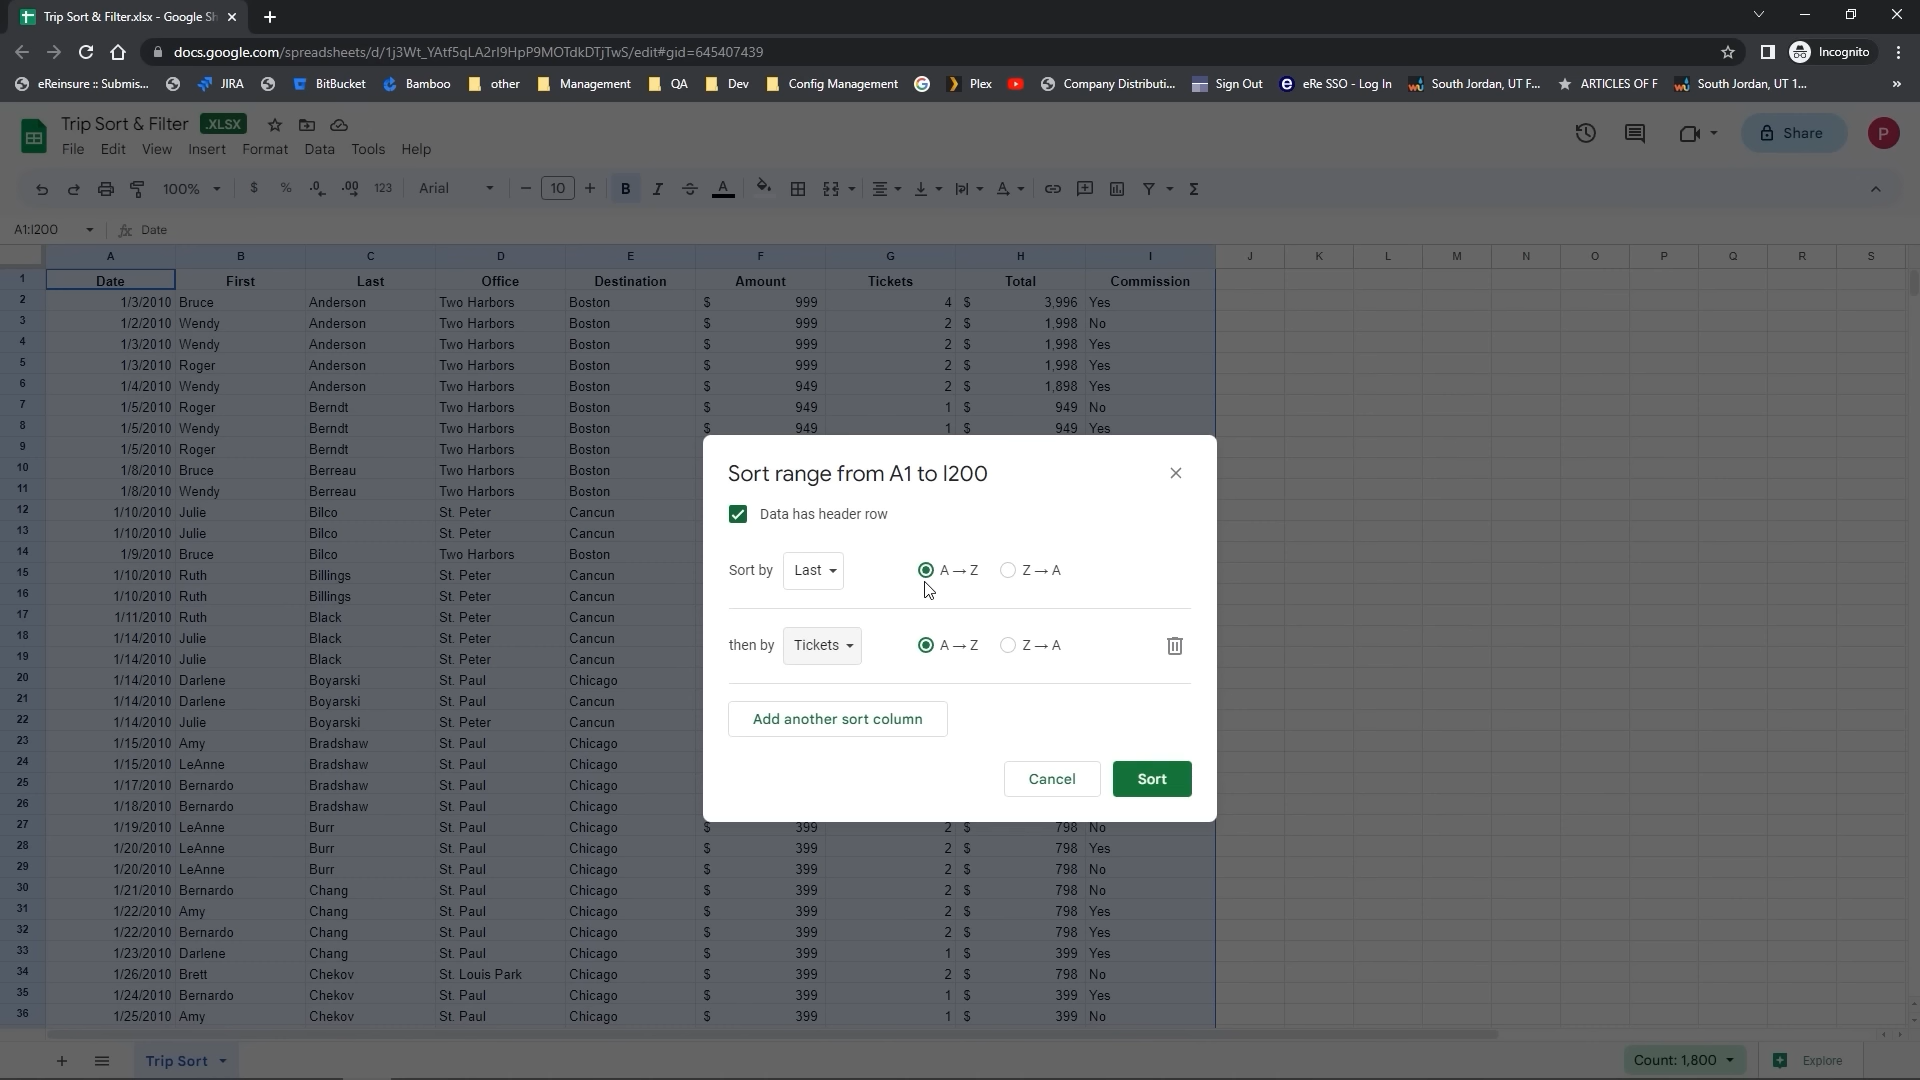 Trip Sort & Filter.xlsx - Google Sh
docs.google.com/spreadsheets/d/1j3Wt_YAtf5qLA2rI9HpP9MOTdkDTjTwS/edit#gid=645407439
Incognito
eReinsure :: Submis... JIRA BitBucket Bamboo other Management QA Dev Config Management Plex Company Distributi... Sign Out eRe SSO - Log In South Jordan, UT F... ARTICLES OF F South Jordan, UT 1... »
Trip Sort & Filter .XLSX
Share P
File Edit View Insert Format Data Tools Help
100% $ % .0 .00 123 Arial 10 B I S A Σ
A1:I200 fx Date
A B C D E F G H I J K L M N O P Q R S
1 Date First Last Office Destination Amount Tickets Total Commission
2 1/3/2010 Bruce Anderson Two Harbors Boston $ 999 4 $ 3,996 Yes
3 1/2/2010 Wendy Anderson Two Harbors Boston $ 999 2 $ 1,998 No
4 1/3/2010 Wendy Anderson Two Harbors Boston $ 999 2 $ 1,998 Yes
5 1/3/2010 Roger Anderson Two Harbors Boston $ 999 2 $ 1,998 Yes
6 1/4/2010 Wendy Anderson Two Harbors Boston $ 949 2 $ 1,898 Yes
7 1/5/2010 Roger Berndt Two Harbors Boston $ 949 1 $ 949 No
8 1/5/2010 Wendy Berndt Two Harbors Boston $ 949 1 $ 949 Yes
9 1/5/2010 Roger Berndt Two Harbors Boston
10 1/8/2010 Bruce Berreau Two Harbors Boston
11 1/8/2010 Wendy Berreau Two Harbors Boston
12 1/10/2010 Julie Bilco St. Peter Cancun
13 1/10/2010 Julie Bilco St. Peter Cancun
14 1/9/2010 Bruce Bilco Two Harbors Boston
15 1/10/2010 Ruth Billings St. Peter Cancun
16 1/10/2010 Ruth Billings St. Peter Cancun
17 1/11/2010 Ruth Black St. Peter Cancun
18 1/14/2010 Julie Black St. Peter Cancun
19 1/14/2010 Julie Black St. Peter Cancun
20 1/14/2010 Darlene Boyarski St. Paul Chicago
21 1/14/2010 Darlene Boyarski St. Paul Cancun
22 1/14/2010 Julie Boyarski St. Peter Cancun
23 1/15/2010 Amy Bradshaw St. Paul Chicago
24 1/15/2010 LeAnne Bradshaw St. Paul Chicago
25 1/17/2010 Bernardo Bradshaw St. Paul Chicago
26 1/18/2010 Bernardo Bradshaw St. Paul Chicago
27 1/19/2010 LeAnne Burr St. Paul Chicago $ 399 2 $ 798 No
28 1/20/2010 LeAnne Burr St. Paul Chicago $ 399 2 $ 798 Yes
29 1/20/2010 LeAnne Burr St. Paul Chicago $ 399 2 $ 798 No
30 1/21/2010 Bernardo Chang St. Paul Chicago $ 399 2 $ 798 No
31 1/22/2010 Amy Chang St. Paul Chicago $ 399 2 $ 798 Yes
32 1/22/2010 Bernardo Chang St. Paul Chicago $ 399 2 $ 798 Yes
33 1/23/2010 Darlene Chang St. Paul Chicago $ 399 1 $ 399 Yes
34 1/26/2010 Brett Chekov St. Louis Park Chicago $ 399 2 $ 798 No
35 1/24/2010 Bernardo Chekov St. Paul Chicago $ 399 1 $ 399 Yes
36 1/25/2010 Amy Chekov St. Paul Chicago $ 399 1 $ 399 No
Sort range from A1 to I200
Data has header row
Sort by Last A → Z Z → A
then by Tickets A → Z Z → A
Add another sort column
Cancel Sort
Trip Sort Count: 1,800 Explore